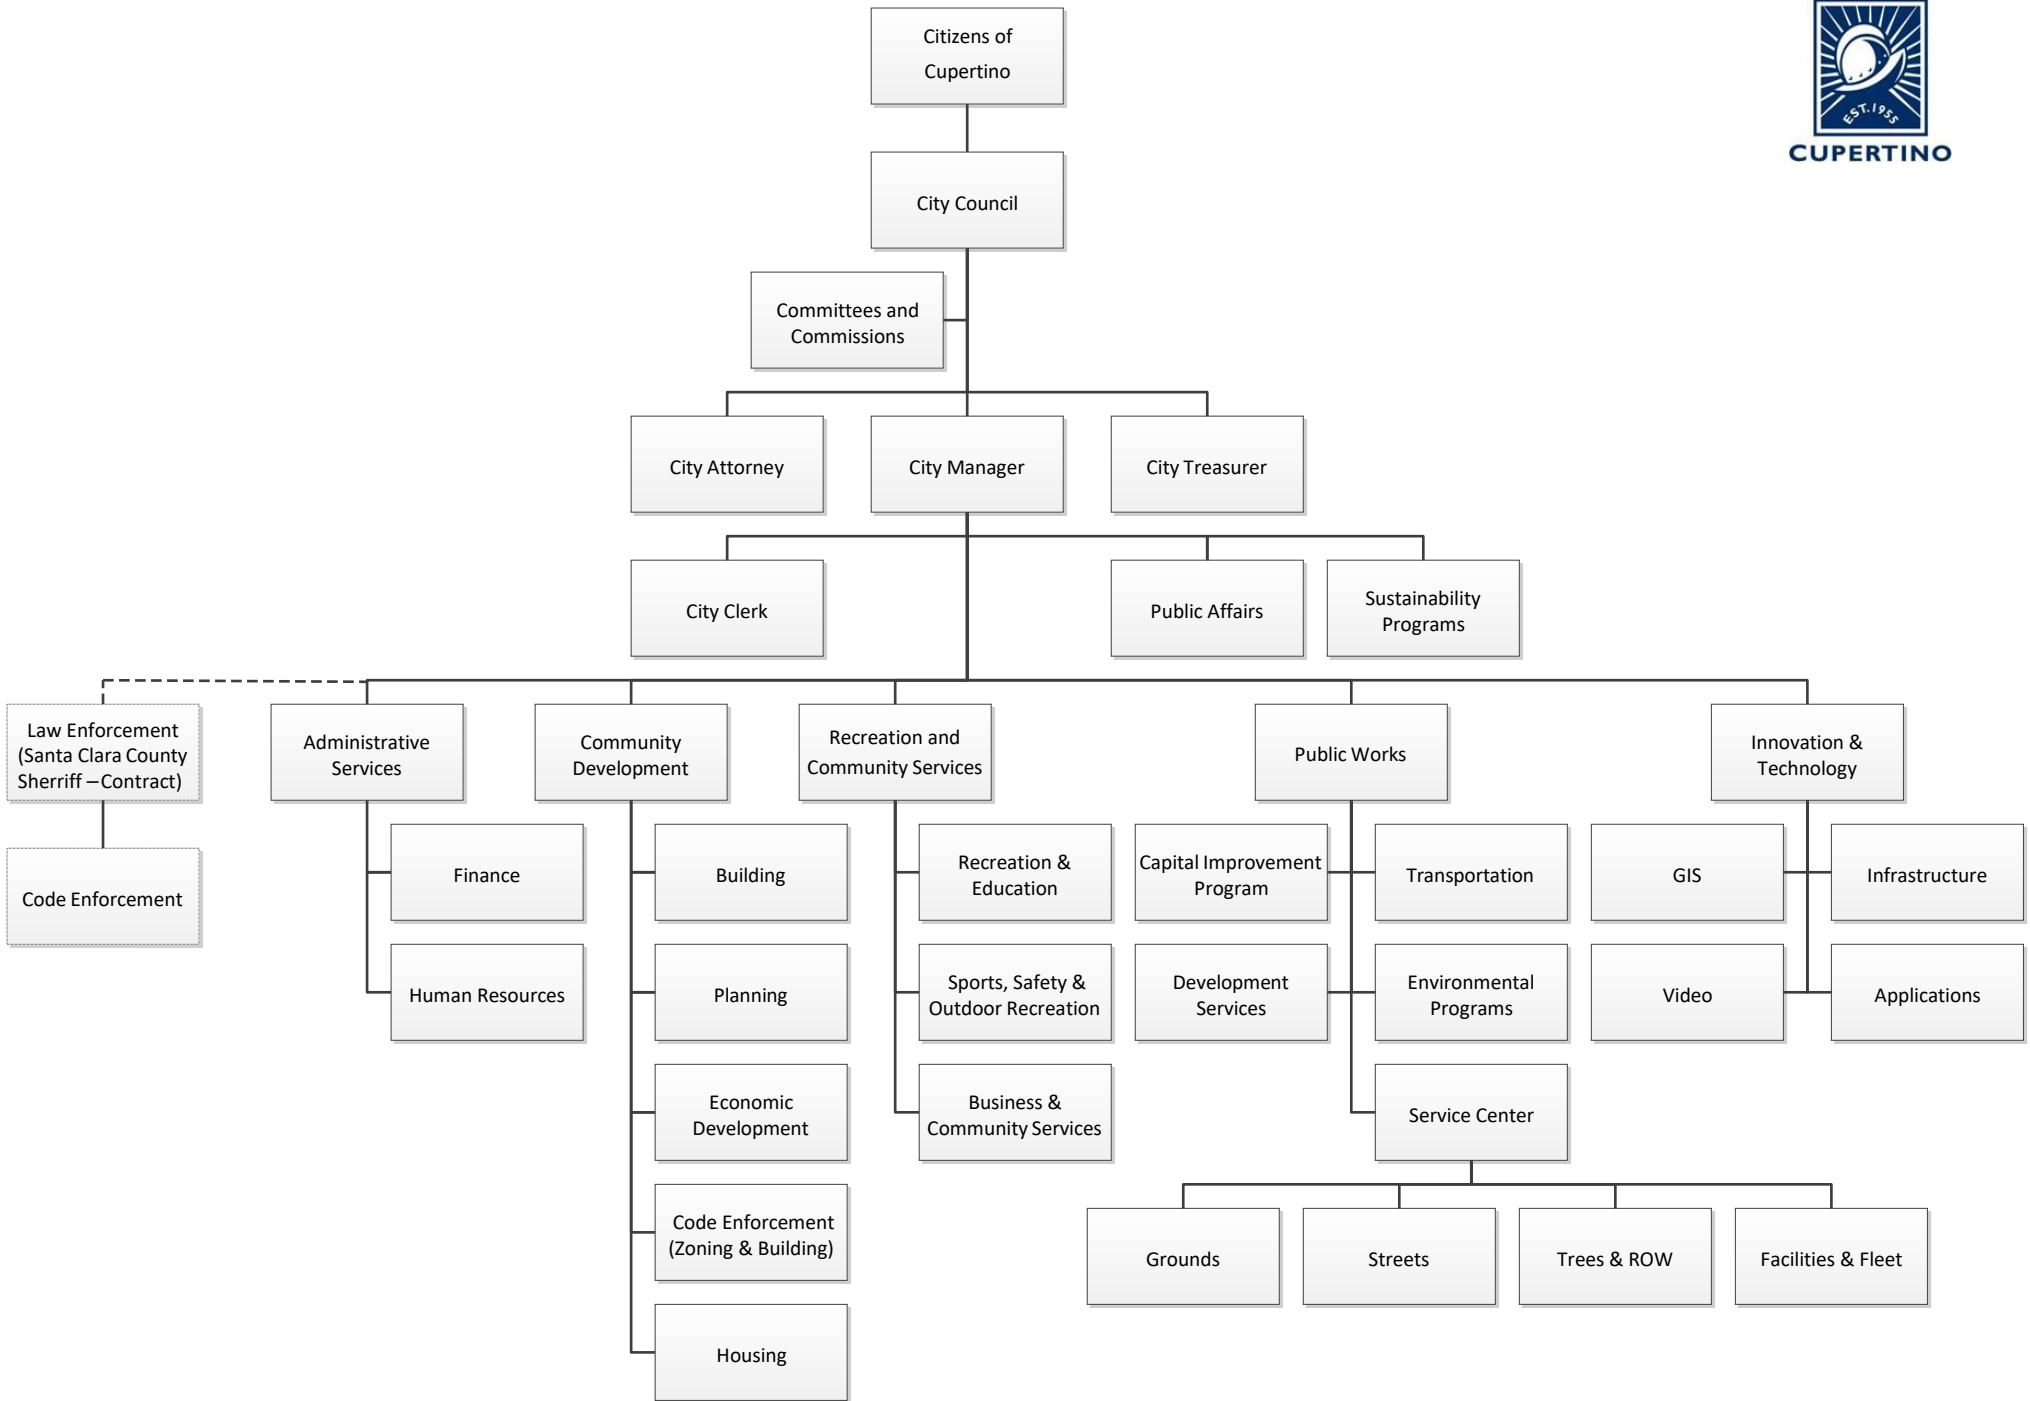 Citizens of
Cupertino
EST. 1955
CUPERTINO
City Council
Committees and
Commissions
City Attorney
City Manager
City Treasurer
City Clerk
Public Affairs
Sustainability
Programs
Law Enforcement
(Santa Clara County
Sherriff – Contract)
Administrative
Services
Community
Development
Recreation and
Community Services
Public Works
Innovation &
Technology
Code Enforcement
Finance
Human Resources
Building
Planning
Economic
Development
Code Enforcement
(Zoning & Building)
Housing
Recreation &
Education
Sports, Safety &
Outdoor Recreation
Business &
Community Services
Capital Improvement
Program
Transportation
Development
Services
Environmental
Programs
Service Center
Grounds
Streets
Trees & ROW
Facilities & Fleet
GIS
Infrastructure
Video
Applications